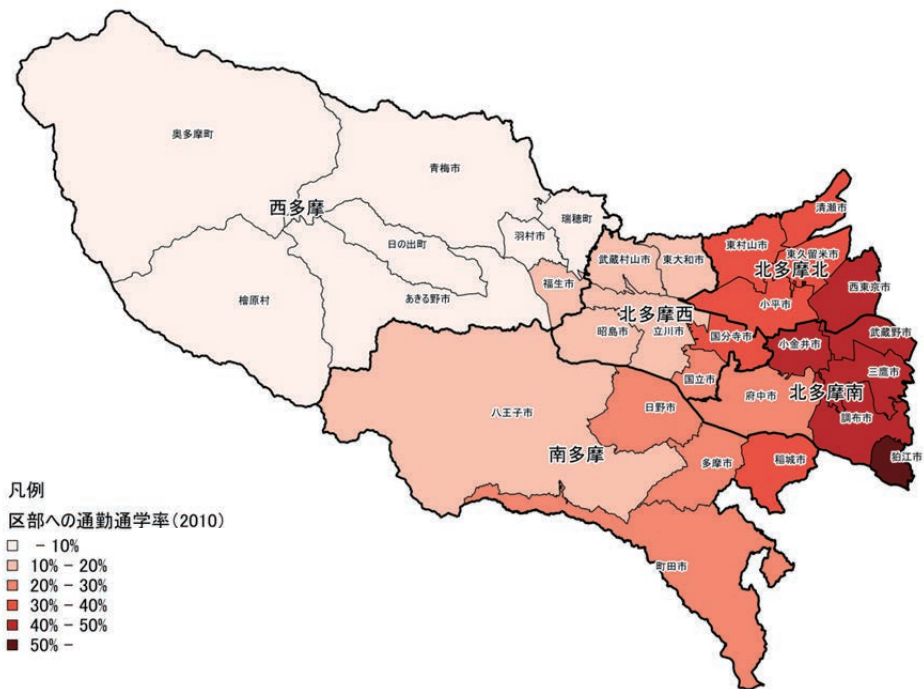 奥多摩町
青梅市
西多摩
瑞穂町
羽村市
日の出町
檜原村
あきる野市
福生市
清瀬市
東村山市
東久留米市
北多摩北
武蔵村山市
東大和市
西東京市
小平市
北多摩西
昭島市
立川市
国分寺市
小金井市
武蔵野市
三鷹市
国立市
北多摩南
府中市
調布市
狛江市
八王子市
日野市
南多摩
多摩市
稲城市
町田市
凡例
区部への通勤通学率(2010)
- 10%
10% - 20%
20% - 30%
30% - 40%
40% - 50%
50% -